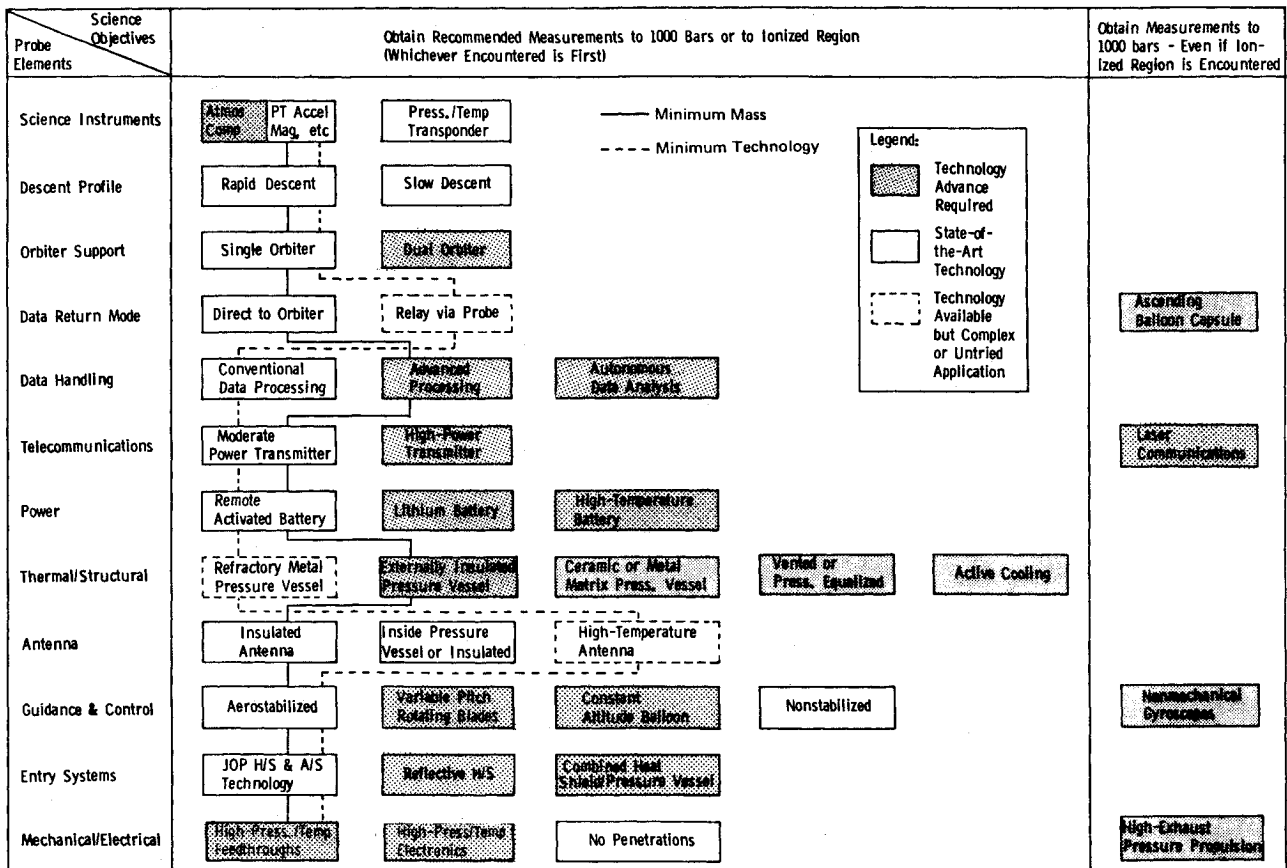 Science
Objectives
Probe
Elements
Obtain Recommended Measurements to 1000 Bars or to Ionized Region
(Whichever Encountered is First)
Obtain Measurements to
1000 bars - Even if Ion-
ized Region is Encountered
Science Instruments
Atmos
Comp
PT Accel
Mag. etc
Press./Temp
Transponder
Minimum Mass
Minimum Technology
Legend:
Technology
Advance
Required
State-of-
the-Art
Technology
Technology
Available
but Complex
or Untried
Application
Descent Profile
Rapid Descent
Slow Descent
Orbiter Support
Single Orbiter
Dual Orbiter
Data Return Mode
Direct to Orbiter
Relay via Probe
Ascending
Balloon Capsule
Data Handling
Conventional
Data Processing
Advanced
Processing
Autonomous
Data Analysis
Telecommunications
Moderate
Power Transmitter
High-Power
Transmitter
Laser
Communications
Power
Remote
Activated Battery
Lithium Battery
High-Temperature
Battery
Thermal/Structural
Refractory Metal
Pressure Vessel
Externally Insulated
Pressure Vessel
Ceramic or Metal
Matrix Press. Vessel
Vented or
Press. Equalized
Active Cooling
Antenna
Insulated
Antenna
Inside Pressure
Vessel or Insulated
High-Temperature
Antenna
Guidance & Control
Aerostabilized
Variable Pitch
Rotating Blades
Constant
Altitude Balloon
Nonstabilized
Nonmechanical
Gyroscopes
Entry Systems
JOP H/S & A/S
Technology
Reflective H/S
Combined Heat
Shield/Pressure Vessel
Mechanical/Electrical
High-Press./Temp
Feedthroughs
High-Press/Temp
Electronics
No Penetrations
High-Exhaust
Pressure Propulsion